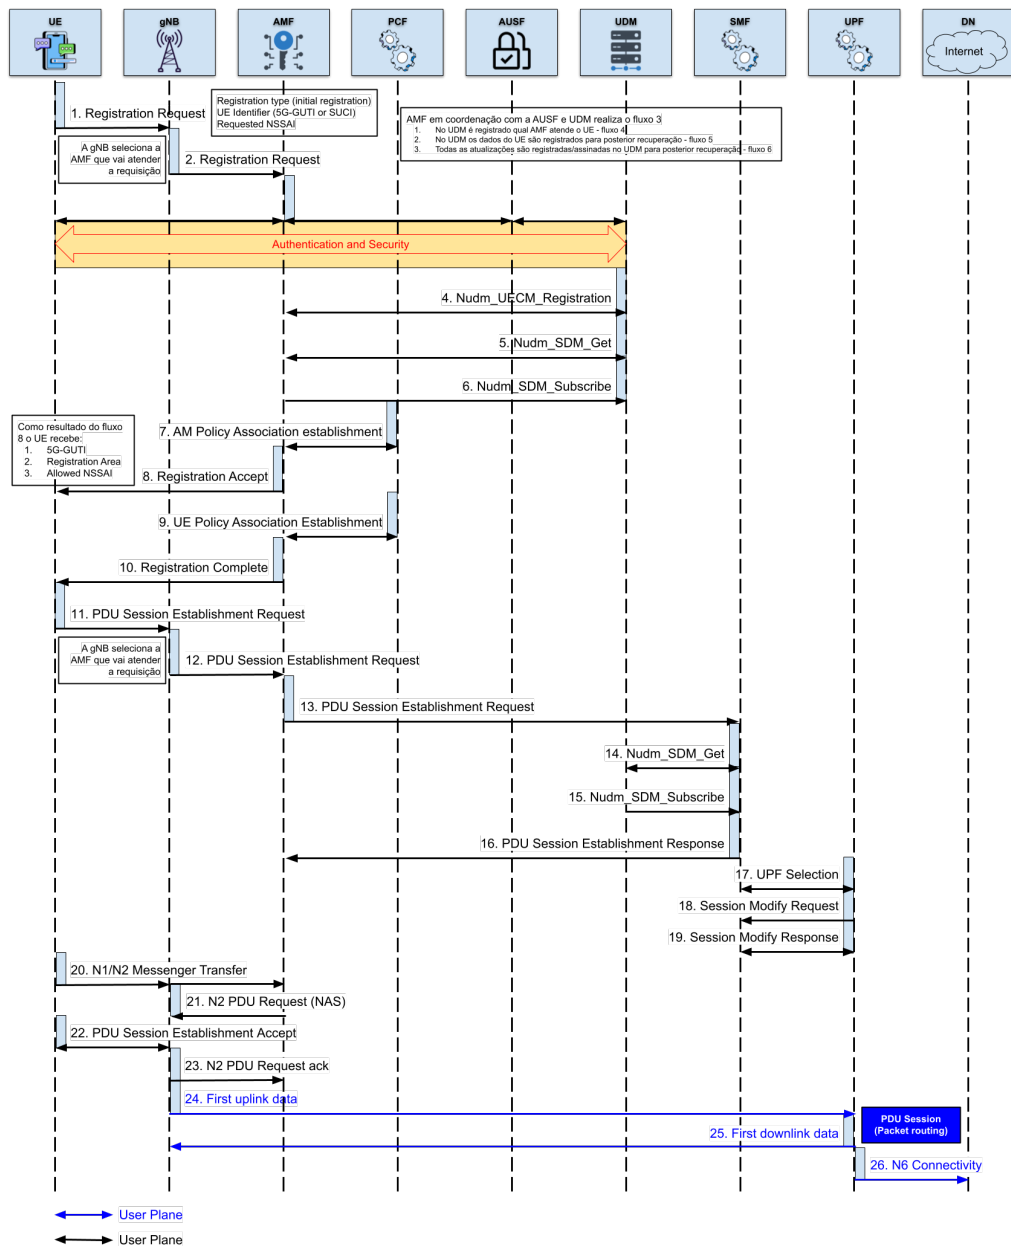 UE
gNB
AMF
PCF
AUSF
UDM
SMF
UPF
DN
Internet
1. Registration Request
Registration type (initial registration)
UE Identifier (5G-GUTI or SUCI)
Requested NSSAI
AMF em coordenação com a AUSF e UDM realiza o fluxo 3
1. No UDM é registrado qual AMF atende o UE - fluxo 4
2. No UDM os dados do UE são registrados para posterior recuperação - fluxo 5
3. Todas as atualizações são registradas/assinadas no UDM para posterior recuperação - fluxo 6
A gNB seleciona a
AMF que vai atender
a requisição
2. Registration Request
Authentication and Security
4. Nudm_UECM_Registration
5. Nudm_SDM_Get
6. Nudm_SDM_Subscribe
Como resultado do fluxo
8 o UE recebe:
1. 5G-GUTI
2. Registration Area
3. Allowed NSSAI
7. AM Policy Association establishment
8. Registration Accept
9. UE Policy Association Establishment
10. Registration Complete
11. PDU Session Establishment Request
A gNB seleciona a
AMF que vai atender
a requisição
12. PDU Session Establishment Request
13. PDU Session Establishment Request
14. Nudm_SDM_Get
15. Nudm_SDM_Subscribe
16. PDU Session Establishment Response
17. UPF Selection
18. Session Modify Request
19. Session Modify Response
20. N1/N2 Messenger Transfer
21. N2 PDU Request (NAS)
22. PDU Session Establishment Accept
23. N2 PDU Request ack
24. First uplink data
PDU Session
(Packet routing)
25. First downlink data
26. N6 Connectivity
User Plane
User Plane